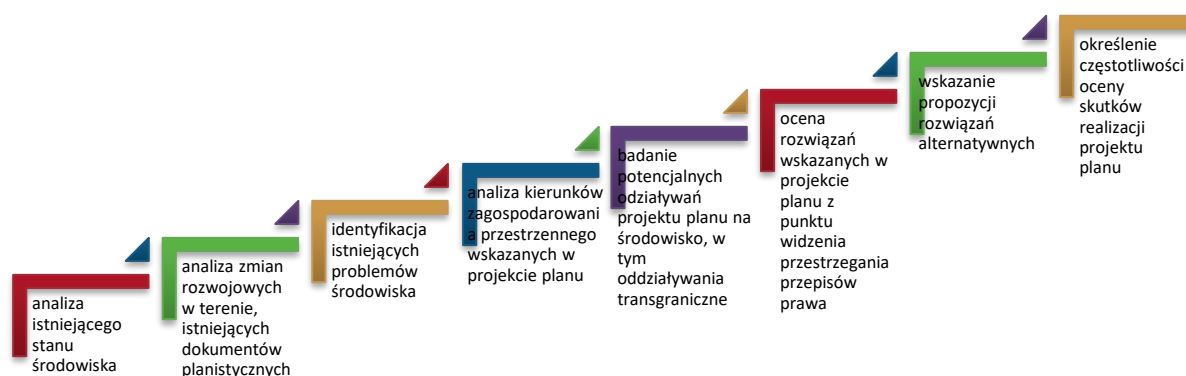 analiza
istniejącego
stanu
środowiska
analiza zmian
rozwojowych
w terenie,
istniejących
dokumentów
planistycznych
identyfikacja
istniejących
problemów
środowiska
analiza kierunków
zagospodarowani
a przestrzennego
wskazanych w
projekcie planu
badanie
potencjalnych
odziaływań
projektu planu na
środowisko, w
tym
oddziaływania
transgraniczne
ocena
rozwiązań
wskazanych w
projekcie
planu z
punktu
widzenia
przestrzegania
przepisów
prawa
wskazanie
propozycji
rozwiązań
alternatywnych
określenie
częstotliwości
oceny
skutków
realizacji
projektu
planu